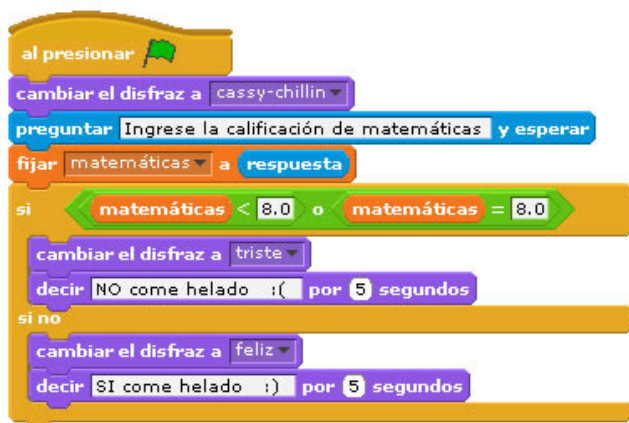 al presionar
cambiar el disfraz a cassy-chillin
preguntar Ingrese la calificación de matemáticas y esperar
fijar matemáticas a respuesta
si matemáticas < 8.0 o matemáticas = 8.0
cambiar el disfraz a triste
decir NO come helado :( por 5 segundos
si no
cambiar el disfraz a feliz
decir SI come helado :) por 5 segundos